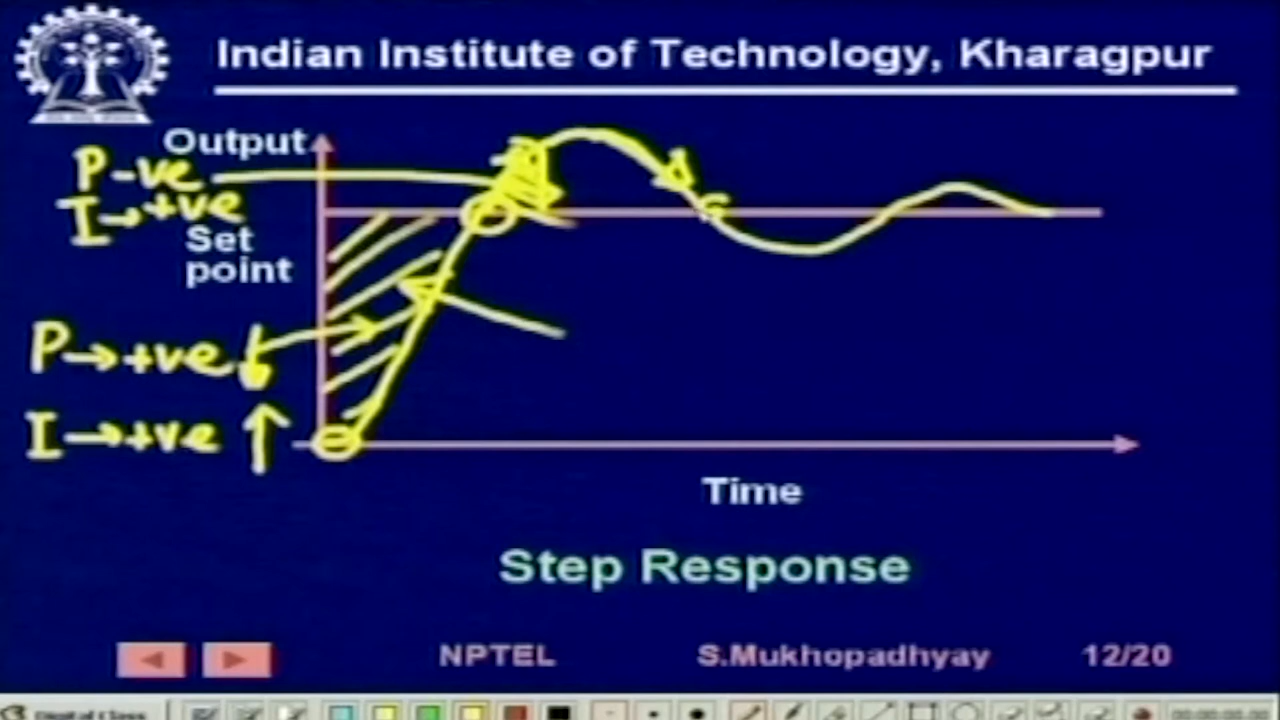 Indian Institute of Technology, Kharagpur
Output
P-ve
I→+ve
Set
point
P→+ve↓
I→+ve↑
Time
Step Response
NPTEL S.Mukhopadhyay 12/20